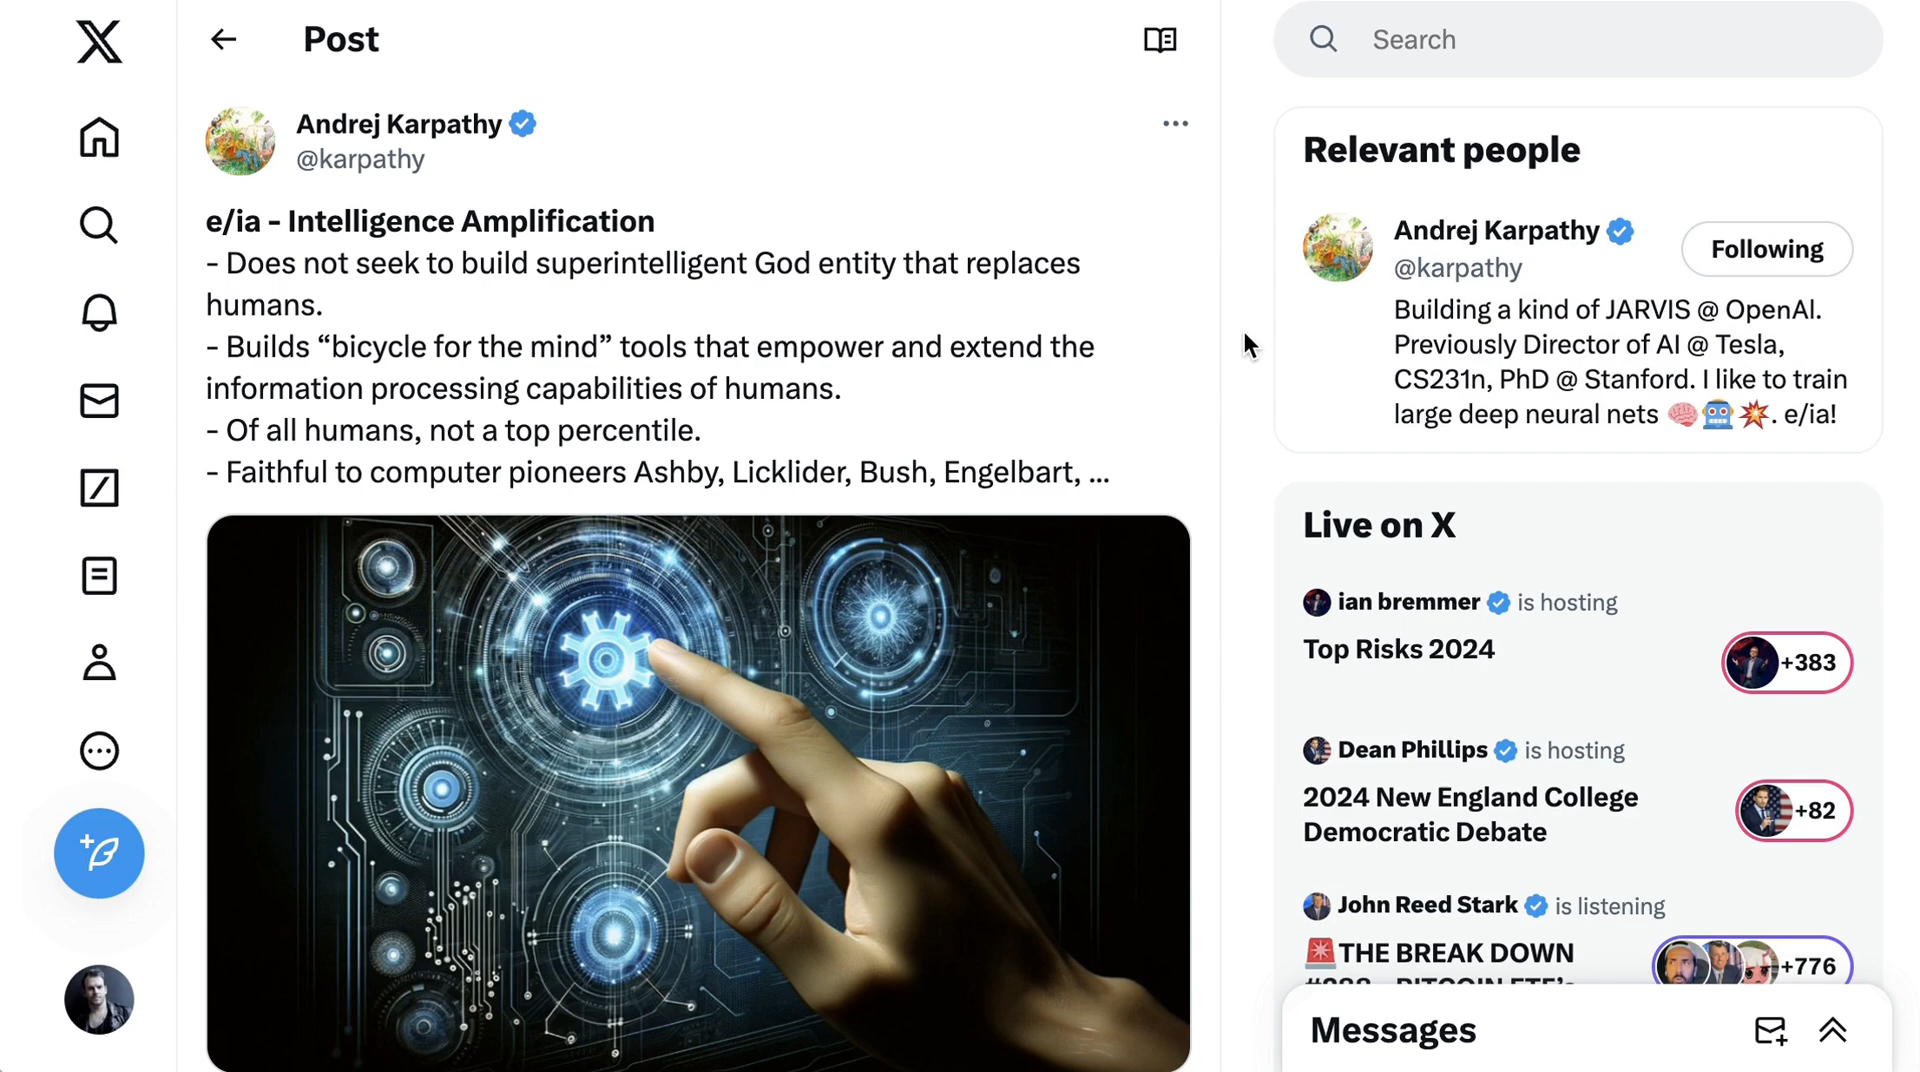 Post
Andrej Karpathy
@karpathy
e/ia - Intelligence Amplification
- Does not seek to build superintelligent God entity that replaces
humans.
- Builds “bicycle for the mind” tools that empower and extend the
information processing capabilities of humans.
- Of all humans, not a top percentile.
- Faithful to computer pioneers Ashby, Licklider, Bush, Engelbart, ...
Search
Relevant people
Andrej Karpathy
@karpathy
Following
Building a kind of JARVIS @ OpenAI.
Previously Director of AI @ Tesla,
CS231n, PhD @ Stanford. I like to train
large deep neural nets 🧠🤖💥. e/ia!
Live on X
ian bremmer is hosting
Top Risks 2024
+383
Dean Phillips is hosting
2024 New England College
Democratic Debate
+82
John Reed Stark is listening
🚨THE BREAK DOWN
+776
Messages